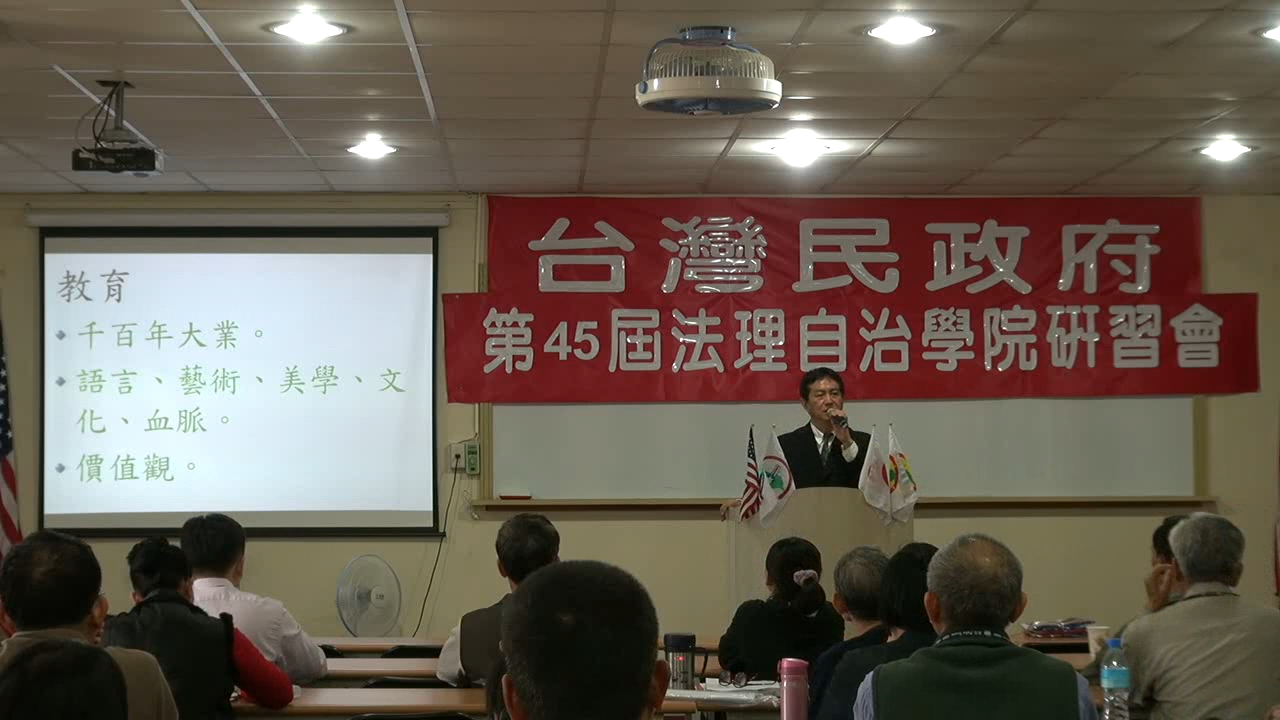 台灣民政府
第45屆法理自治學院研習會
教育
千百年大業。
語言、藝術、美學、文
化、血脈。
價值觀。